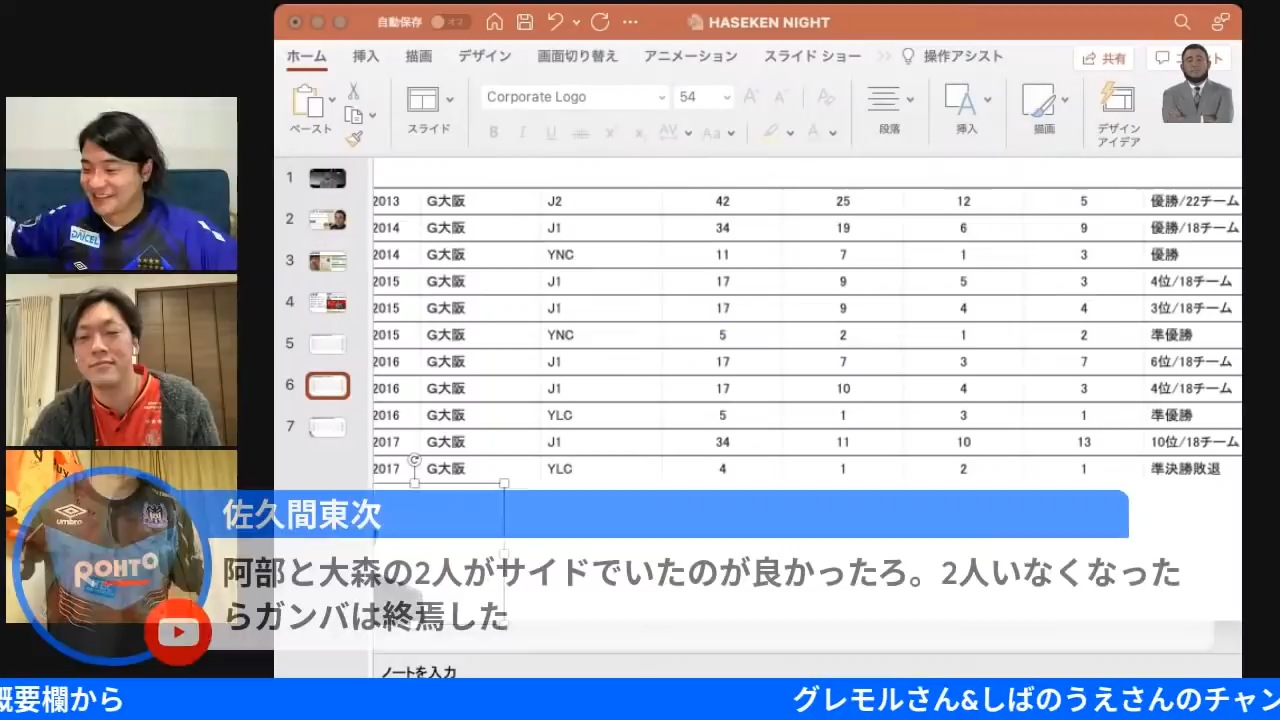 自動保存 オフ
HASEKEN NIGHT
ホーム 挿入 描画 デザイン 画面切り替え アニメーション スライド ショー 操作アシスト 共有
ペースト スライド Corporate Logo 54 段落 挿入 描画 デザイン
アイデア
1
2
3
4
5
6
7
2013 G大阪 J2 42 25 12 5 優勝/22チーム
2014 G大阪 J1 34 19 6 9 優勝/18チーム
2014 G大阪 YNC 11 7 1 3 優勝
2015 G大阪 J1 17 9 5 3 4位/18チーム
2015 G大阪 J1 17 9 4 4 3位/18チーム
2015 G大阪 YNC 5 2 1 2 準優勝
2016 G大阪 J1 17 7 3 7 6位/18チーム
2016 G大阪 J1 17 10 4 3 4位/18チーム
2016 G大阪 YLC 5 1 3 1 準優勝
2017 G大阪 J1 34 11 10 13 10位/18チーム
2017 G大阪 YLC 4 1 2 1 準決勝敗退
DAICEL
umbro
ROHTO
佐久間東次
阿部と大森の2人がサイドでいたのが良かったろ。2人いなくなった
らガンバは終焉した
ノートを入力
概要欄から グレモルさん&しばのうえさんのチャン